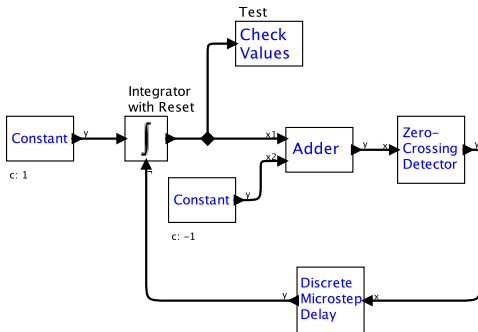 Test
Check
Values
Integrator
with Reset
Constant
y
∫
r
c: 1
x1
x2
Adder
y
x
Zero-
Crossing
Detector
y
Constant
y
c: -1
Discrete
Microstep
Delay
y
x